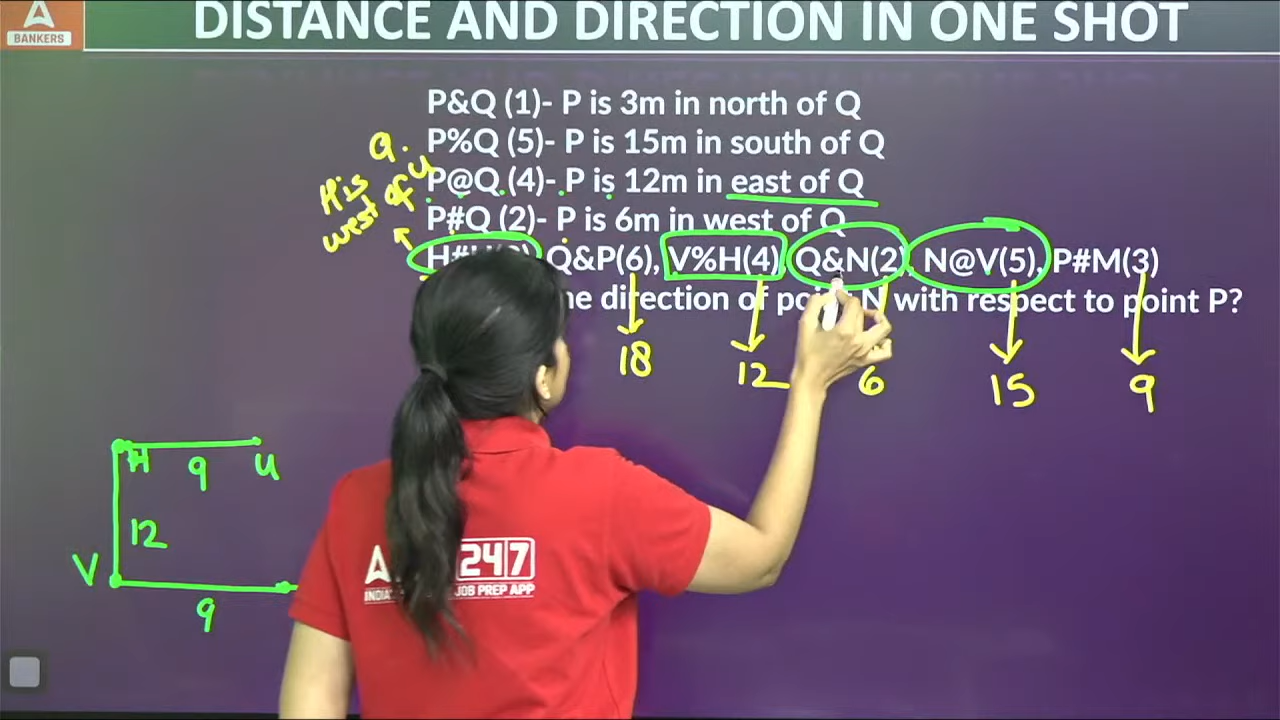 DISTANCE AND DIRECTION IN ONE SHOT
BANKERS
P&Q (1)- P is 3m in north of Q
P%Q (5)- P is 15m in south of Q
P@Q (4)- P is 12m in east of Q
P#Q (2)- P is 6m in west of Q
9.
H is
west of U
Q&P(6), V%H(4) Q&N(2), N@V(5), P#M(3)
direction of point N with respect to point P?
18
12
6
15
9
H 9 U
12
V
9
247
JOB PREP APP